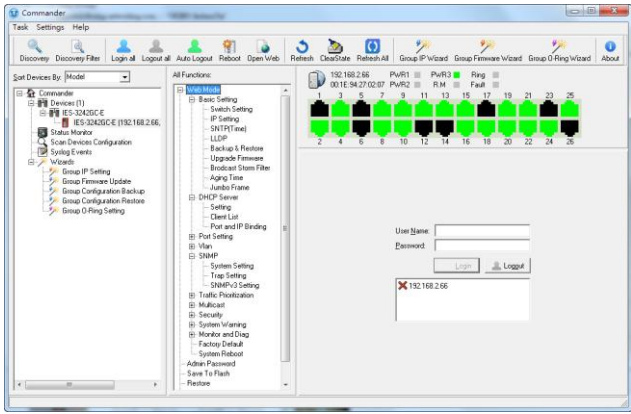 Commander
Task Settings Help
Discovery Discovery Filter Login all Logout all Auto Logout Reboot Open Web Refresh ClearState Refresh All Group IP Wizard Group Firmware Wizard Group O-Ring Wizard About
Sort Devices By: Model
Commander
Devices (1)
IES-3242GC-E
IES-3242GC-E (192.168.2.66,
Status Monitor
Scan Devices Configuration
Syslog Events
Wizards
Group IP Setting
Group Firmware Update
Group Configuration Backup
Group Configuration Restore
Group O-Ring Setting
All Functions:
Web Mode
Basic Setting
Switch Setting
IP Setting
SNTP(Time)
LLDP
Backup & Restore
Upgrade Firmware
Brodcast Storm Filter
Aging Time
Jumbo Frame
DHCP Server
Setting
Client List
Port and IP Binding
Port Setting
Vlan
SNMP
System Setting
Trap Setting
SNMPv3 Setting
Traffic Prioritization
Multicast
Security
System Warning
Monitor and Diag
Factory Default
System Reboot
Admin Password
Save To Flash
Restore
192.168.2.66 PWR1 PWR3 Ring
00:1E:94:27:02:07 PWR2 R.M Fault
1 3 5 7 9 11 13 15 17 19 21 23 25
2 4 6 8 10 12 14 16 18 20 22 24 26
User Name:
Password:
Login Logout
192.168.2.66